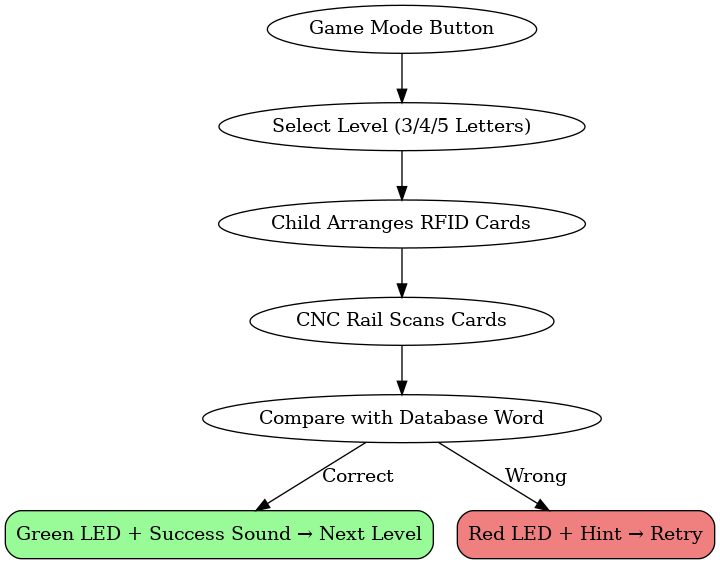 Game Mode Button
Select Level (3/4/5 Letters)
Child Arranges RFID Cards
CNC Rail Scans Cards
Compare with Database Word
Correct
Wrong
Green LED + Success Sound → Next Level
Red LED + Hint → Retry